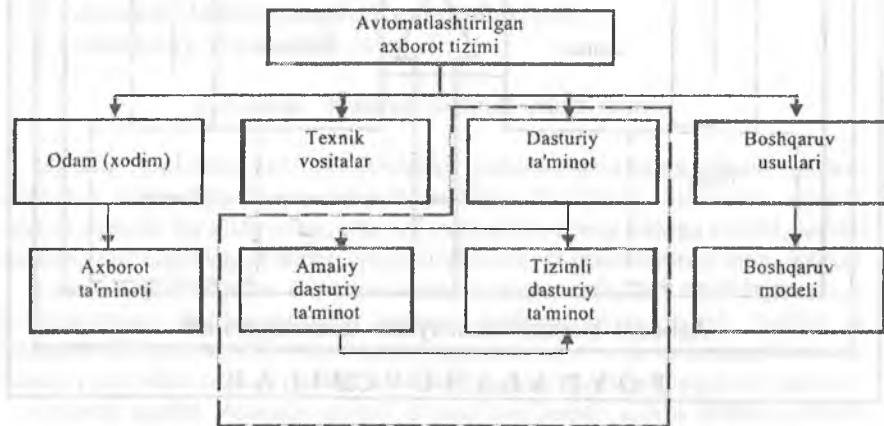 Avtomatlashtirilgan
axborot tizimi
Odam (xodim)
Texnik
vositalar
Dasturiy
ta'minot
Boshqaruv
usullari
Axborot
ta'minoti
Amaliy
dasturiy
ta'minot
Tizimli
dasturiy
ta'minot
Boshqaruv
modeli